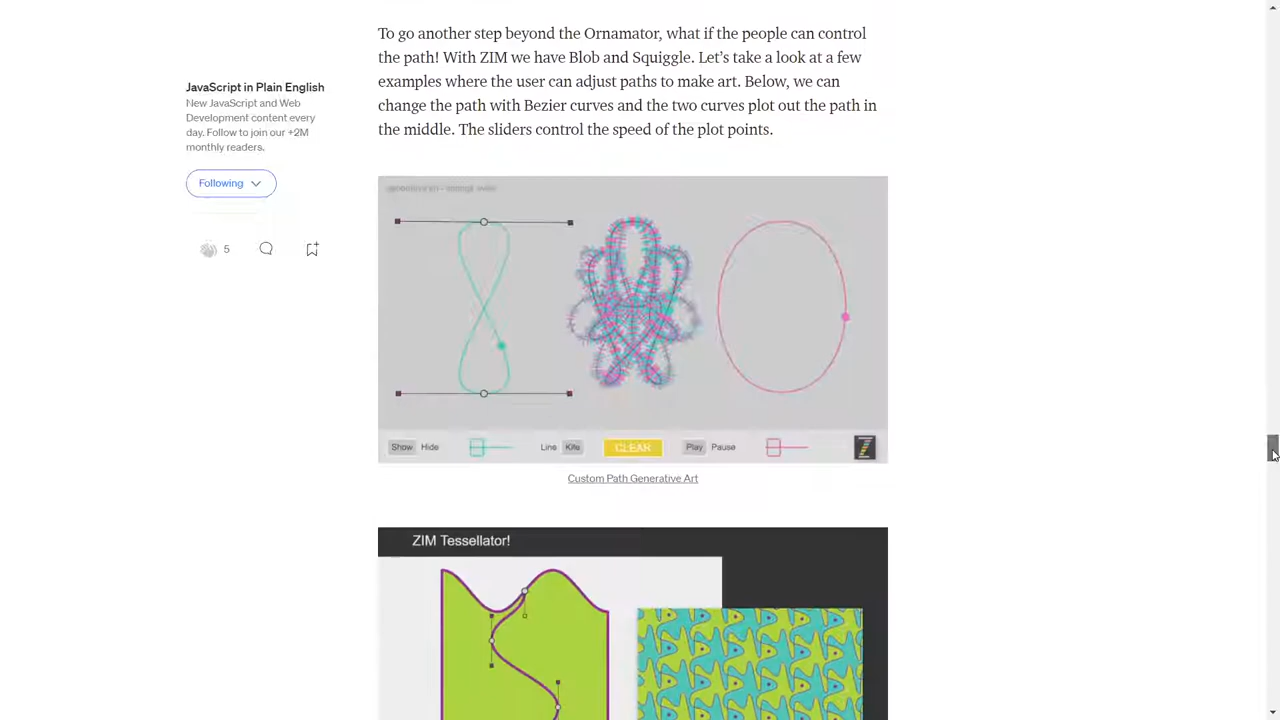 To go another step beyond the Ornamator, what if the people can control
the path! With ZIM we have Blob and Squiggle. Let’s take a look at a few
examples where the user can adjust paths to make art. Below, we can
change the path with Bezier curves and the two curves plot out the path in
the middle. The sliders control the speed of the plot points.
JavaScript in Plain English
New JavaScript and Web
Development content every
day. Follow to join our +2M
monthly readers.
Following
5
Show Hide Line Kite CLEAR Play Pause Z
Custom Path Generative Art
ZIM Tessellator!